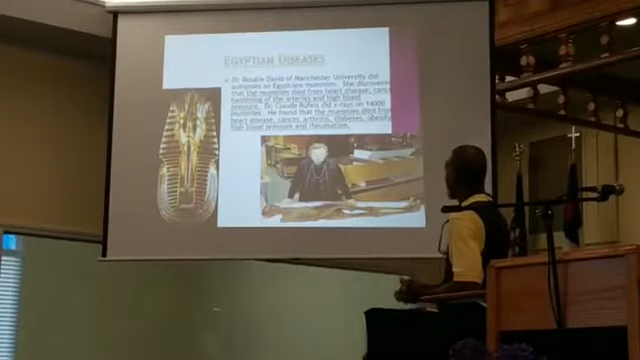 EGYPTIAN DISEASES
Dr. Rosalie David of Manchester University did
autopsies on Egyptian mummies. She discovered
that the mummies died from heart disease, cancer
hardening of the arteries and high blood
pressure. Dr. Claude Ruffeis did x-rays on 14000
mummies. He found that the mummies died from
heart disease, cancer, arthritis, diabetes, obesity
high blood pressure and rheumatism.